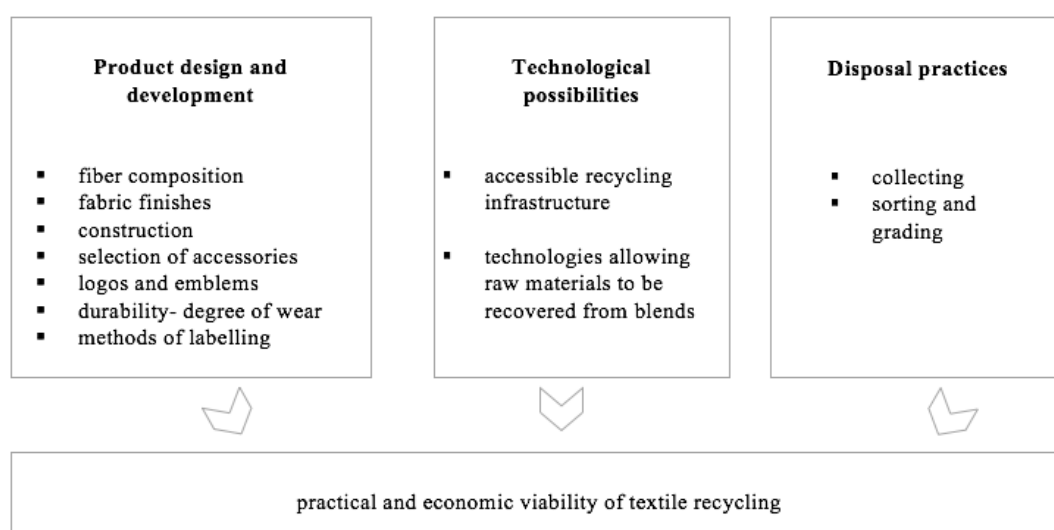 Product design and
development
▪ fiber composition
▪ fabric finishes
▪ construction
▪ selection of accessories
▪ logos and emblems
▪ durability- degree of wear
▪ methods of labelling
Technological
possibilities
▪ accessible recycling
infrastructure
▪ technologies allowing
raw materials to be
recovered from blends
Disposal practices
▪ collecting
▪ sorting and
grading
practical and economic viability of textile recycling